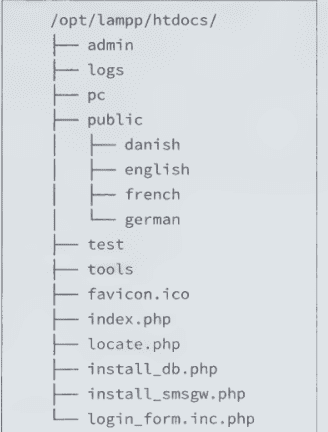 /opt/lampp/htdocs/
├── admin
├── logs
├── pc
├── public
│   ├── danish
│   ├── english
│   ├── french
│   └── german
├── test
├── tools
├── favicon.ico
├── index.php
├── locate.php
├── install_db.php
├── install_smsgw.php
└── login_form.inc.php